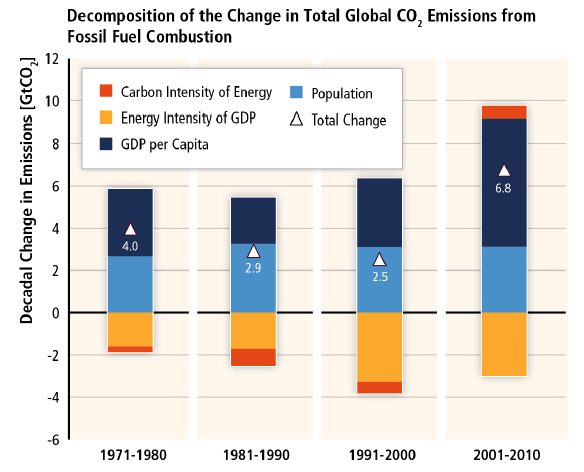 Decomposition of the Change in Total Global CO₂ Emissions from
Fossil Fuel Combustion
Decadal Change in Emissions [GtCO₂]
12
10
8
6
4
2
0
-2
-4
-6
Carbon Intensity of Energy
Energy Intensity of GDP
GDP per Capita
Population
Total Change
4.0
2.9
2.5
6.8
1971-1980
1981-1990
1991-2000
2001-2010